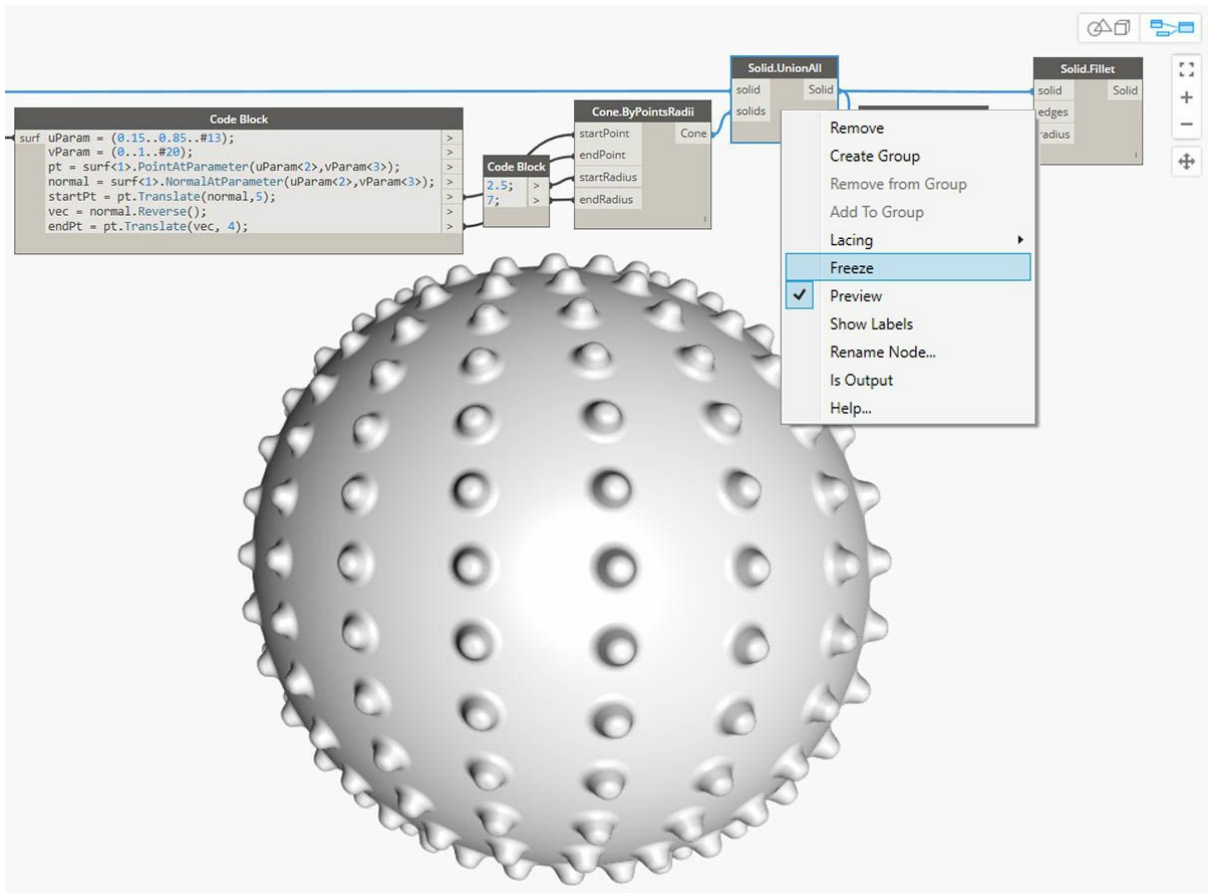 Code Block
surf
uParam = (0.15..0.85..#13); >
vParam = (0..1..#20); >
pt = surf<1>.PointAtParameter(uParam<2>,vParam<3>); >
normal = surf<1>.NormalAtParameter(uParam<2>,vParam<3>); >
startPt = pt.Translate(normal,5); >
vec = normal.Reverse(); >
endPt = pt.Translate(vec, 4); >
Code Block
2.5; >
7; >
Cone.ByPointsRadii
startPoint Cone
endPoint
startRadius
endRadius
Solid.UnionAll
solid Solid
solids
Solid.Fillet
solid Solid
edges
radius
Remove
Create Group
Remove from Group
Add To Group
Lacing
Freeze
Preview
Show Labels
Rename Node...
Is Output
Help...